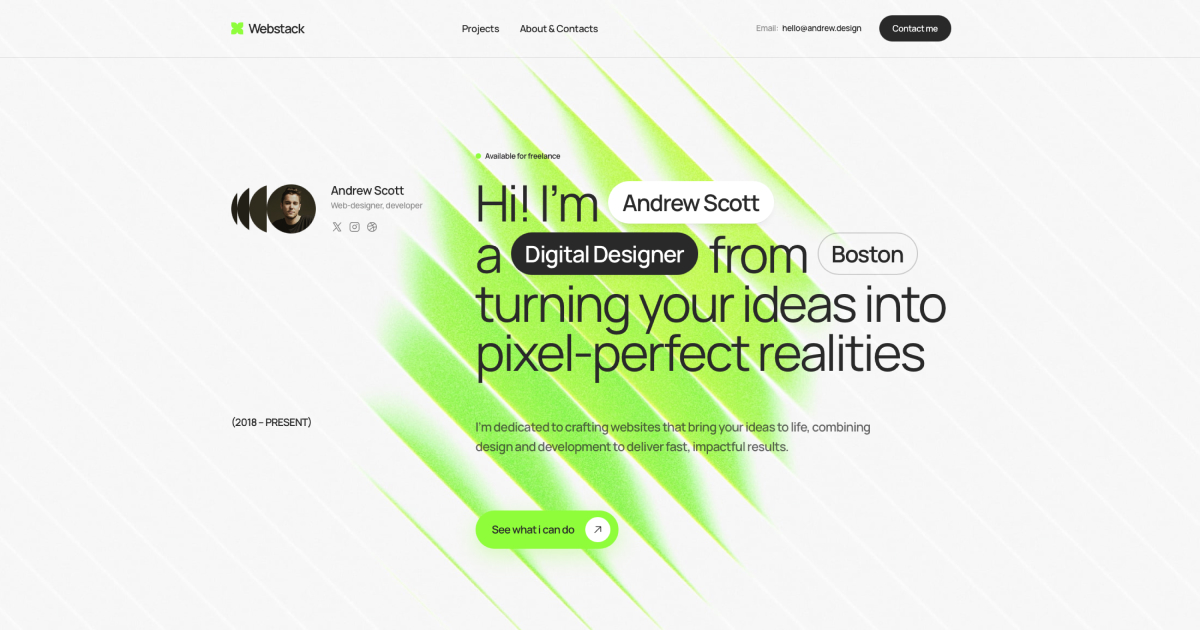 Webstack
Projects
About & Contacts
Email: hello@andrew.design
Contact me
Available for freelance
Andrew Scott
Web-designer, developer
Hi! I'm Andrew Scott
a Digital Designer from Boston
turning your ideas into
pixel-perfect realities
(2018 – PRESENT)
I'm dedicated to crafting websites that bring your ideas to life, combining
design and development to deliver fast, impactful results.
See what i can do